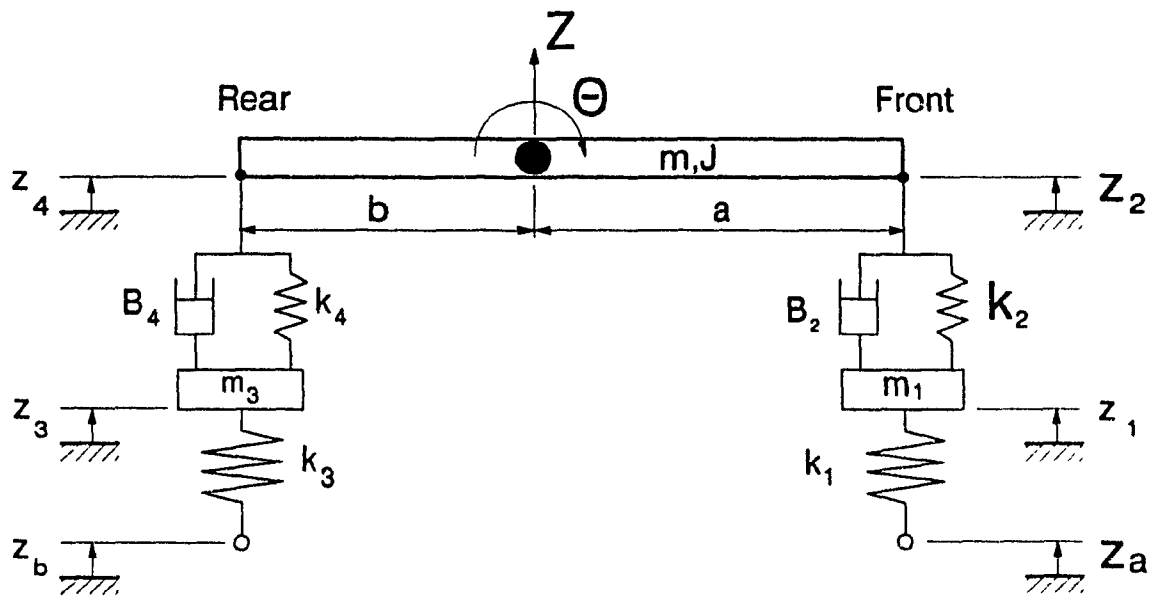 Z
Rear Θ Front
m,J
z4 b a Z2
B4 k4 B2 k2
m3 m1
z3 z1
k3 k1
zb Za